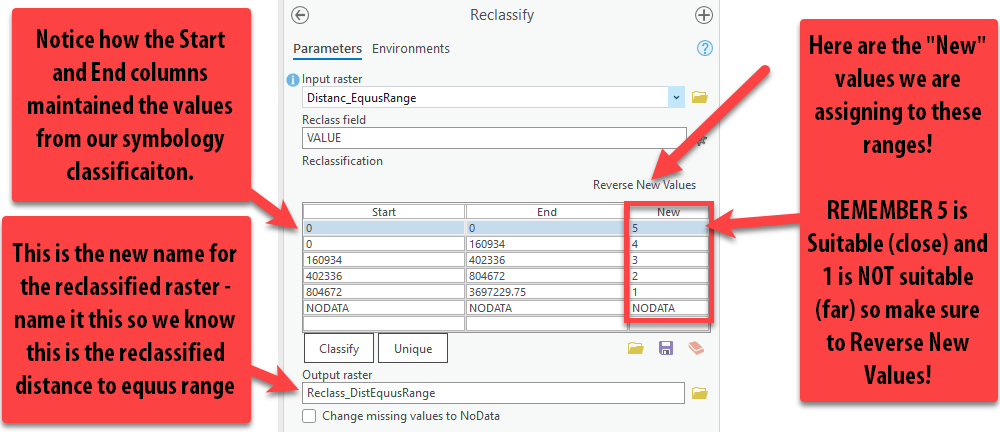 Notice how the Start
and End columns
maintained the values
from our symbology
classificaiton.
This is the new name for
the reclassified raster -
name it this so we know
this is the reclassified
distance to equus range
Reclassify
Parameters Environments
Input raster
Distanc_EquusRange
Reclass field
VALUE
Reclassification
Reverse New Values
Start End New
0 0 5
0 160934 4
160934 402336 3
402336 804672 2
804672 3697229.75 1
NODATA NODATA NODATA
Classify Unique
Output raster
Reclass_DistEquusRange
Change missing values to NoData
Here are the "New"
values we are
assigning to these
ranges!
REMEMBER 5 is
Suitable (close) and
1 is NOT suitable
(far) so make sure
to Reverse New
Values!